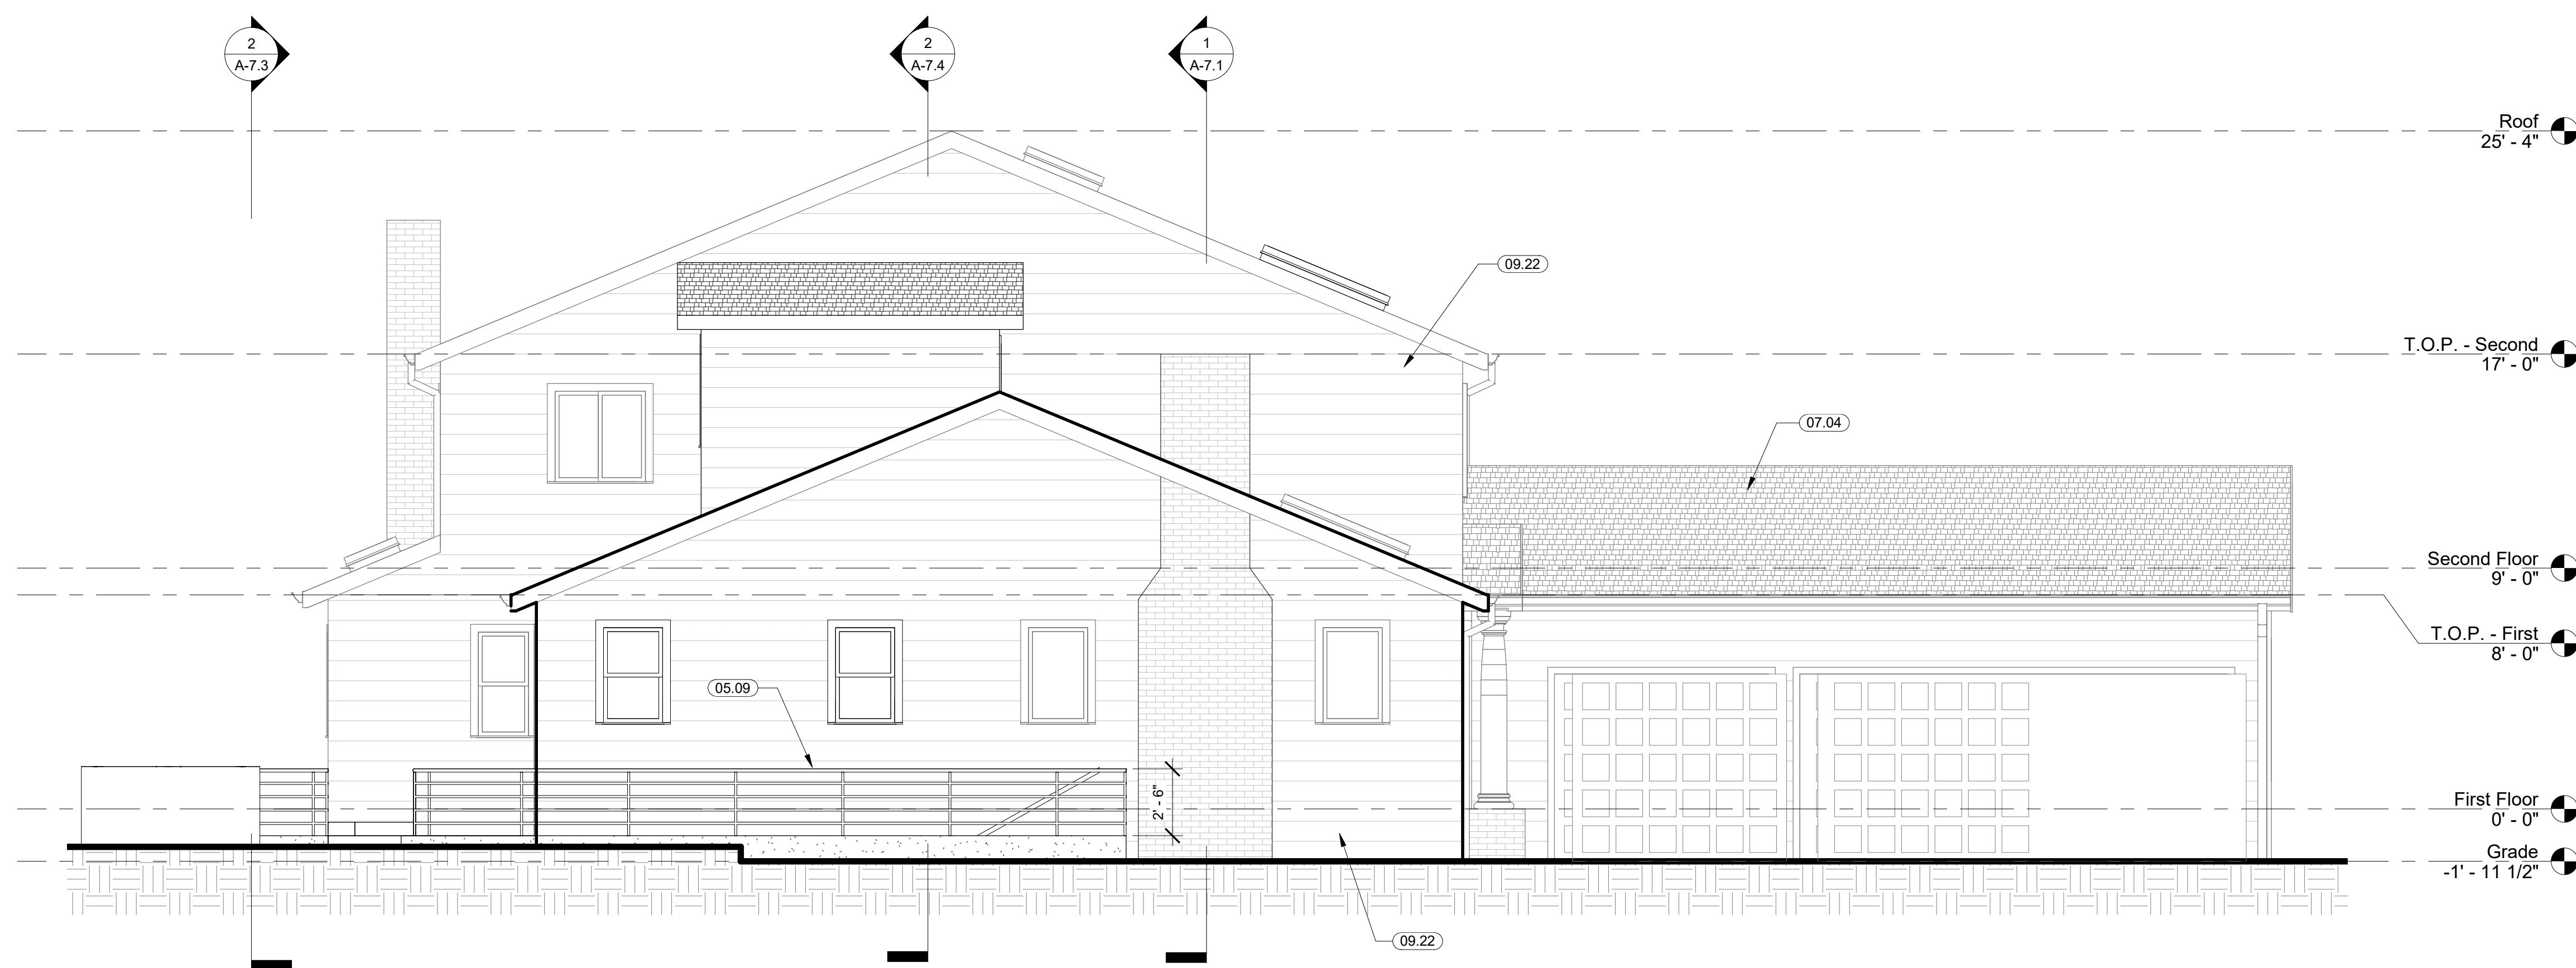 2
A-7.3
2
A-7.4
1
A-7.1
Roof
25' - 4"
09.22
T.O.P. - Second
17' - 0"
07.04
Second Floor
9' - 0"
T.O.P. - First
8' - 0"
05.09
2' - 6"
First Floor
0' - 0"
Grade
-1' - 11 1/2"
09.22